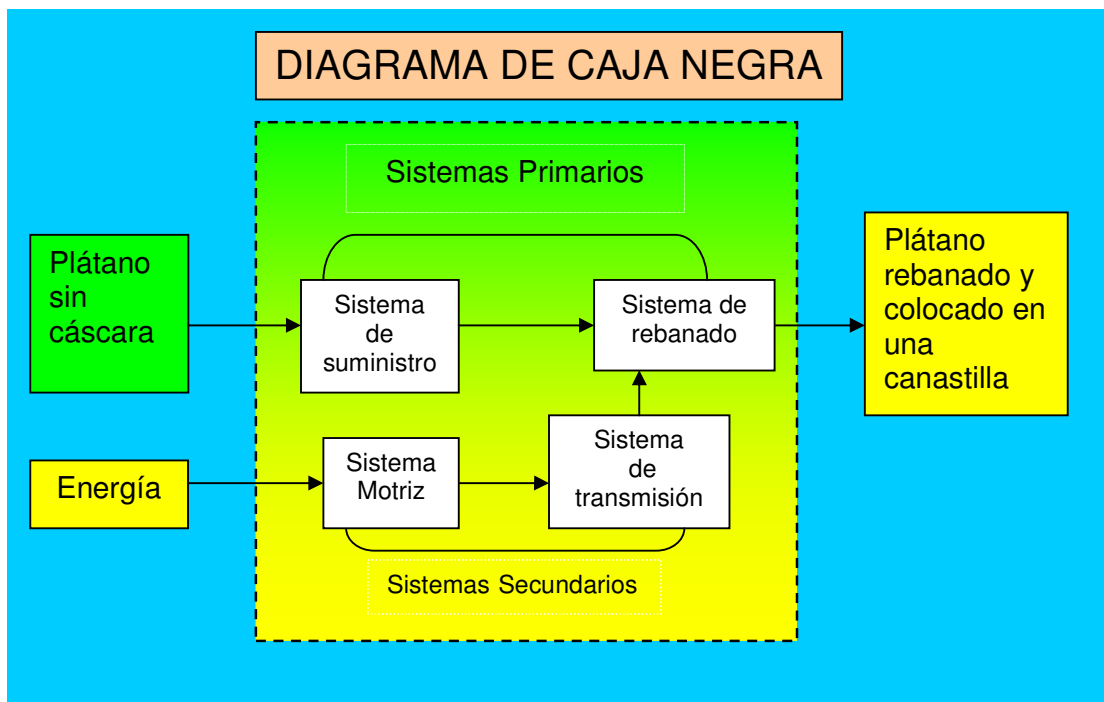 DIAGRAMA DE CAJA NEGRA
Sistemas Primarios
Plátano
sin
cáscara
Sistema
de
suministro
Sistema de
rebanado
Plátano
rebanado y
colocado en
una
canastilla
Energía
Sistema
Motriz
Sistema
de
transmisión
Sistemas Secundarios